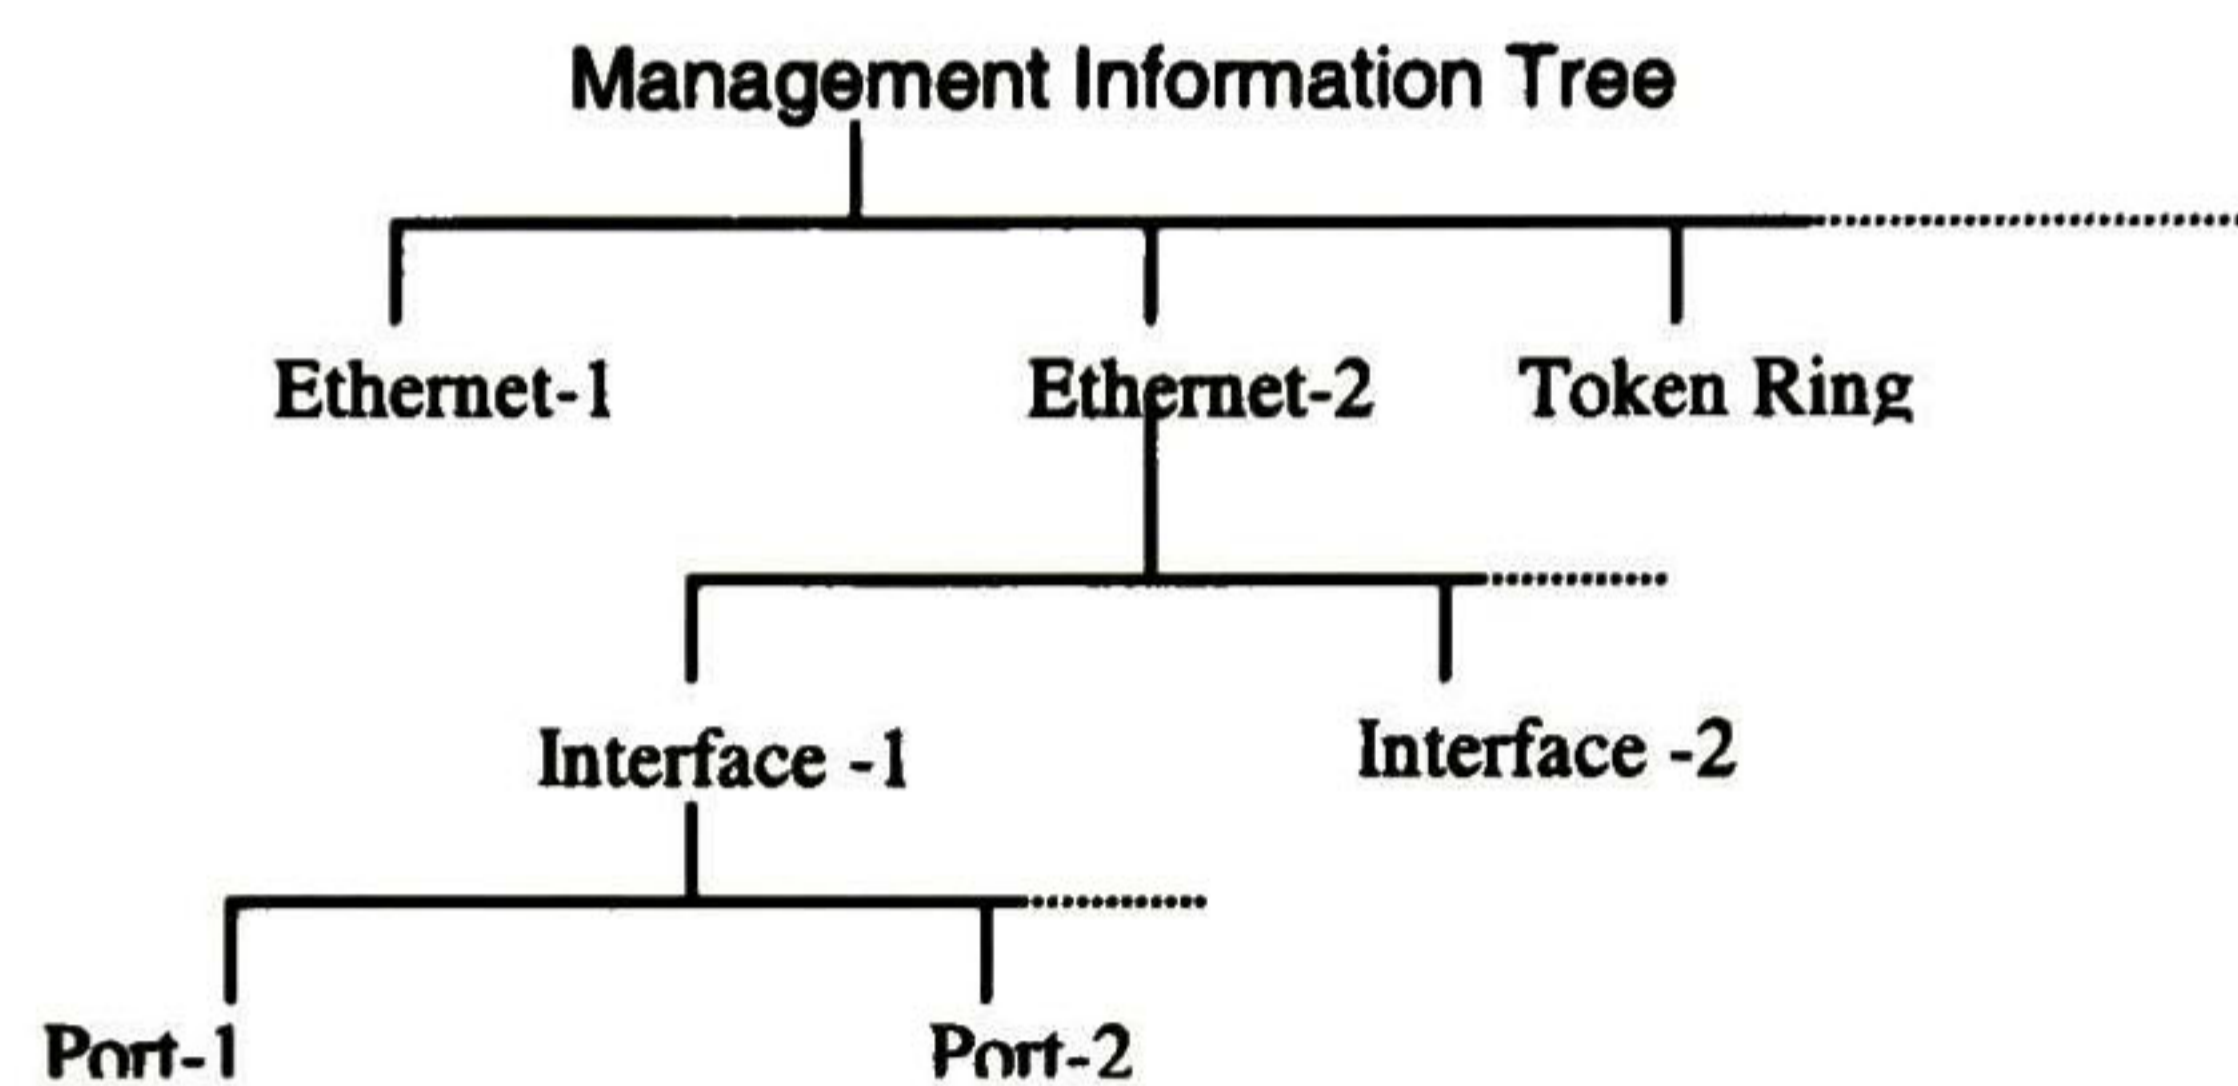 Management Information Tree
Ethernet-1 Ethernet-2 Token Ring
Interface -1 Interface -2
Port-1 Port-2